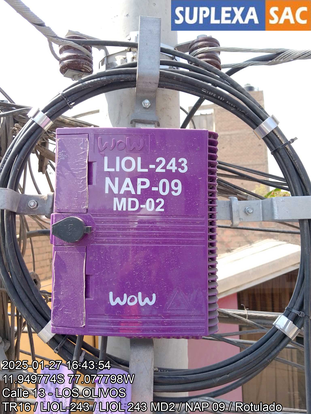 SUPLEXA SAC
WOW
LIOL-243
NAP-09
MD-02
WOW
2025-01-27 16:43:54
11.949774S 77.077798W
Calle 13 - LOS OLIVOS
TR167 LIOL-243 / LIOL-243 MD2 / NAP 09 / Rotulado